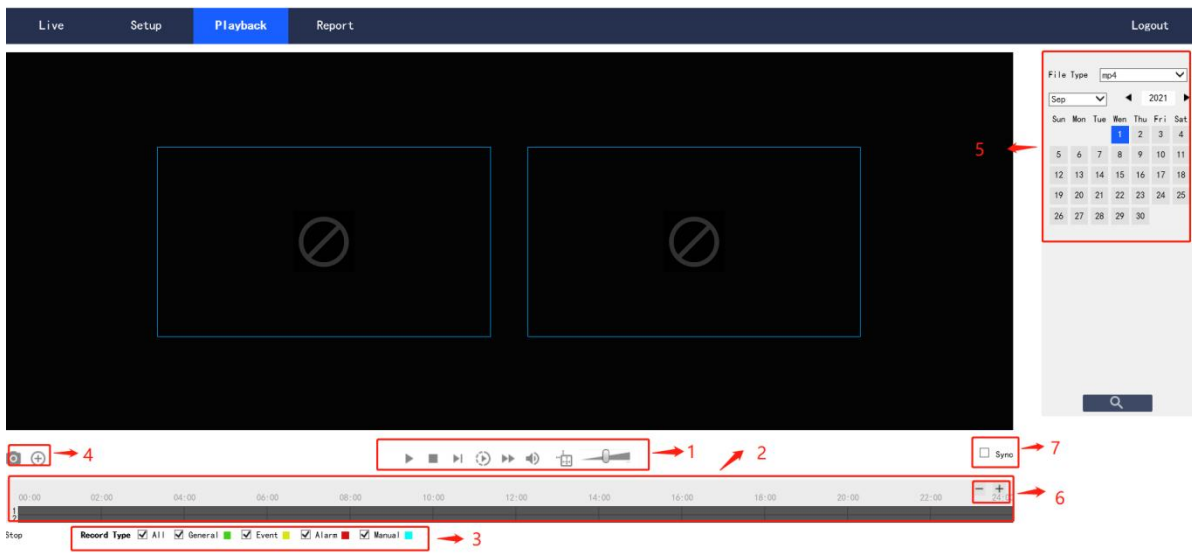 Live Setup Playback Report Logout
File Type mp4
Sep 2021
Sun Mon Tue Wen Thu Fri Sat
1 2 3 4
5 6 7 8 9 10 11
12 13 14 15 16 17 18
19 20 21 22 23 24 25
26 27 28 29 30
5
4
1
2
Sync
7
00:00 02:00 04:00 06:00 08:00 10:00 12:00 14:00 16:00 18:00 20:00 22:00 24:00
6
1
2
Stop
Record Type All General Event Alarm Manual
3